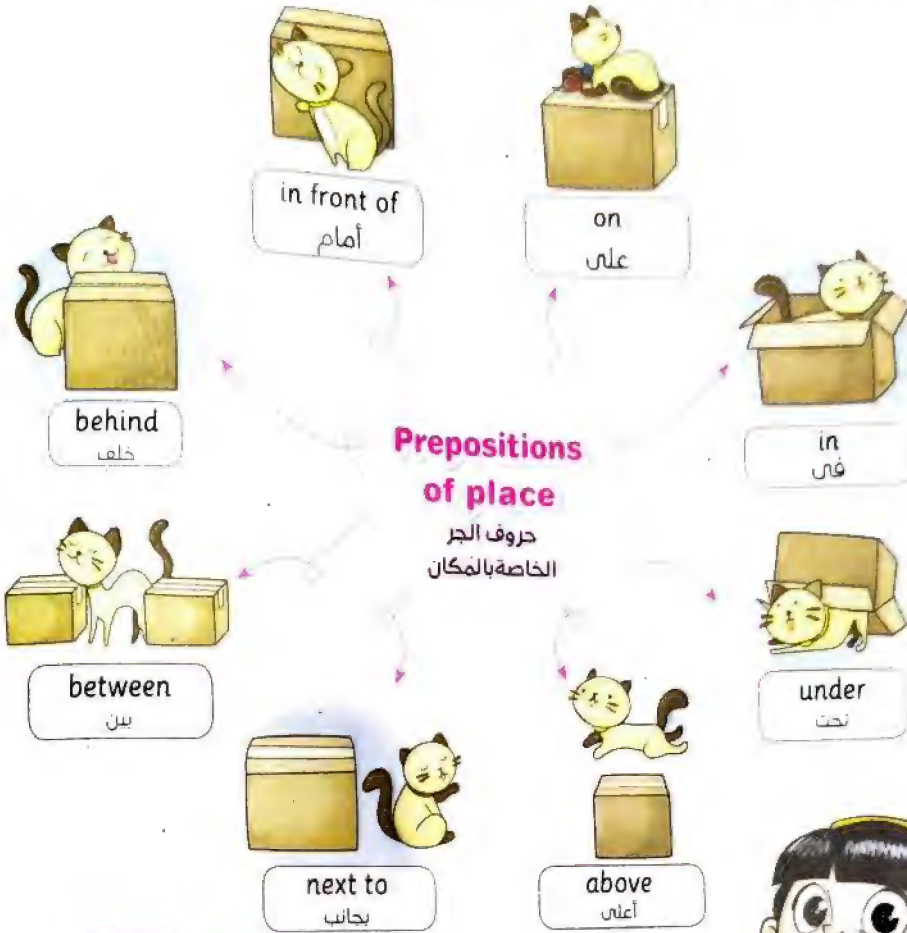 in front of
أمام
on
على
behind
خلف
in
فى
Prepositions
of place
حروف الجر
الخاصة بالمكان
between
بين
under
تحت
next to
بجانب
above
أعلى